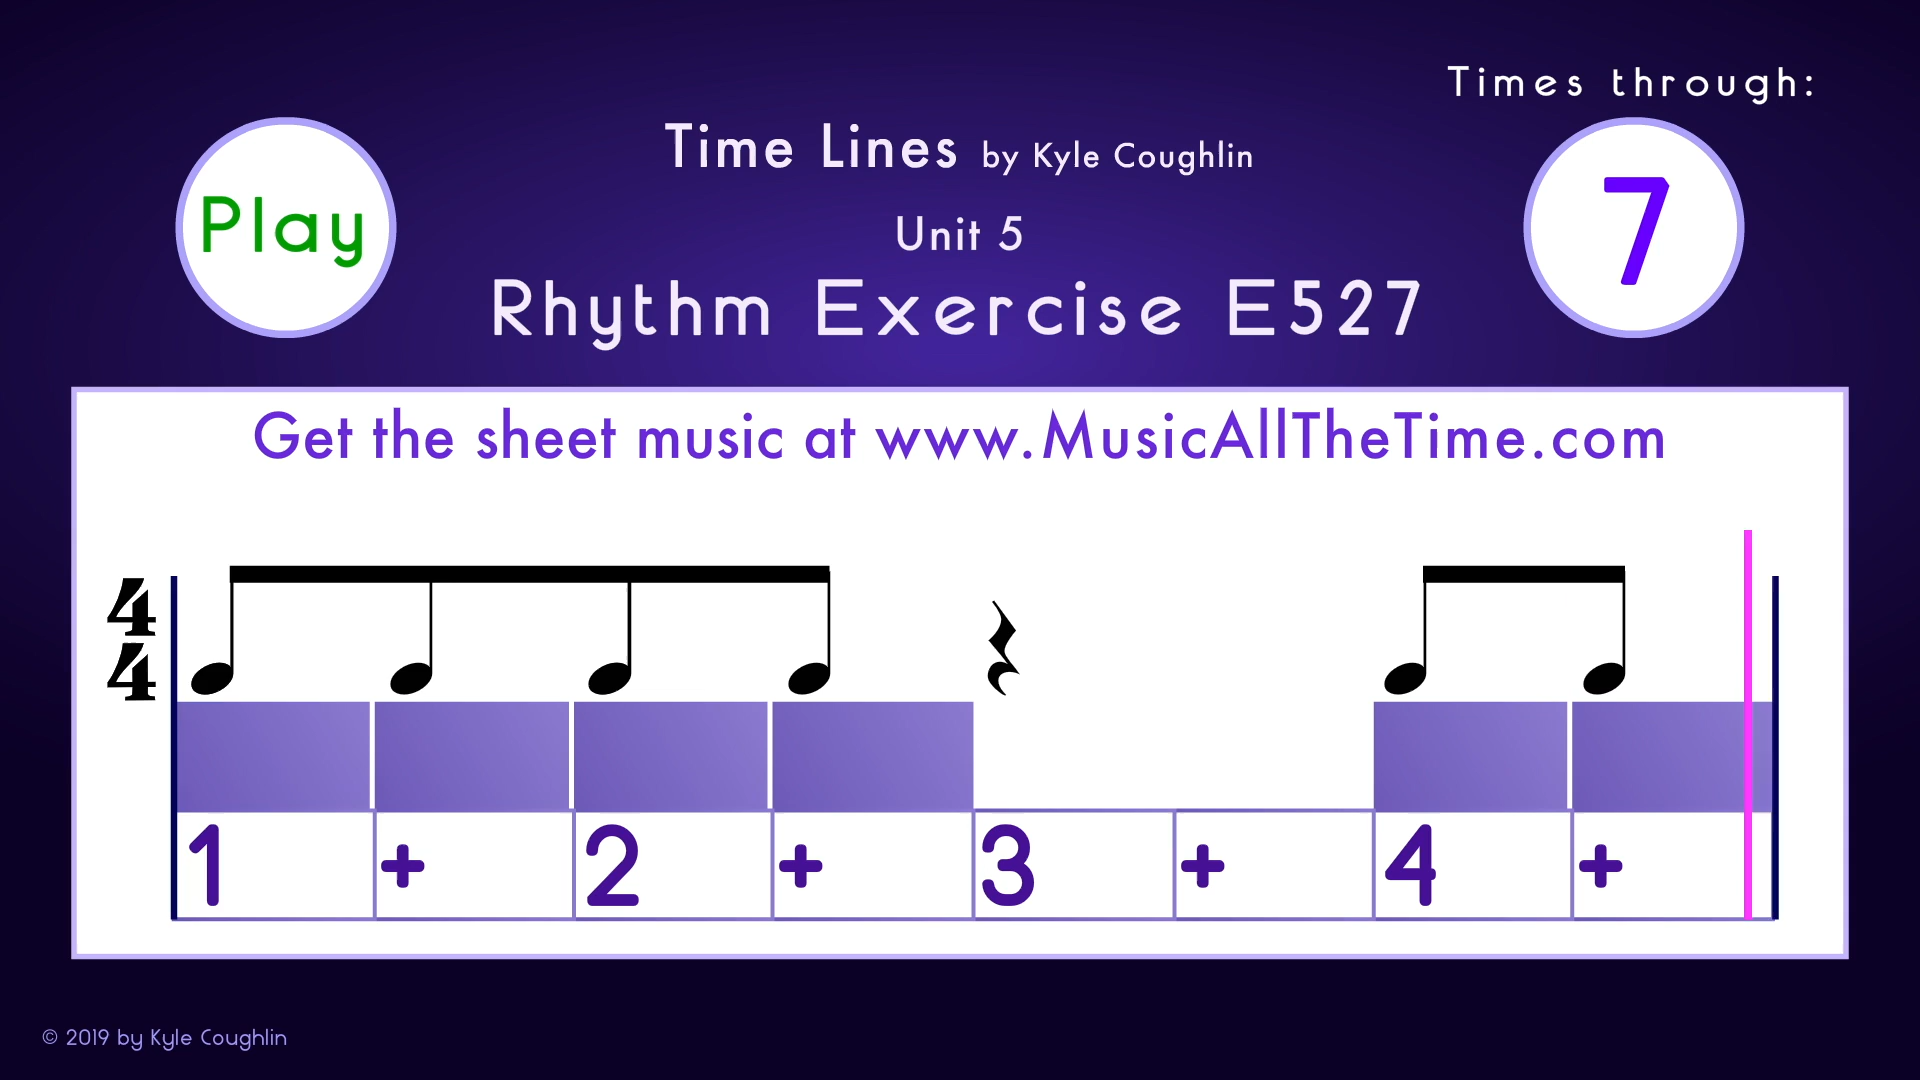 Times through:
Play
Time Lines by Kyle Coughlin
7
Unit 5
Rhythm Exercise E527
Get the sheet music at www.MusicAllTheTime.com
4
4
1 + 2 + 3 + 4 +
© 2019 by Kyle Coughlin